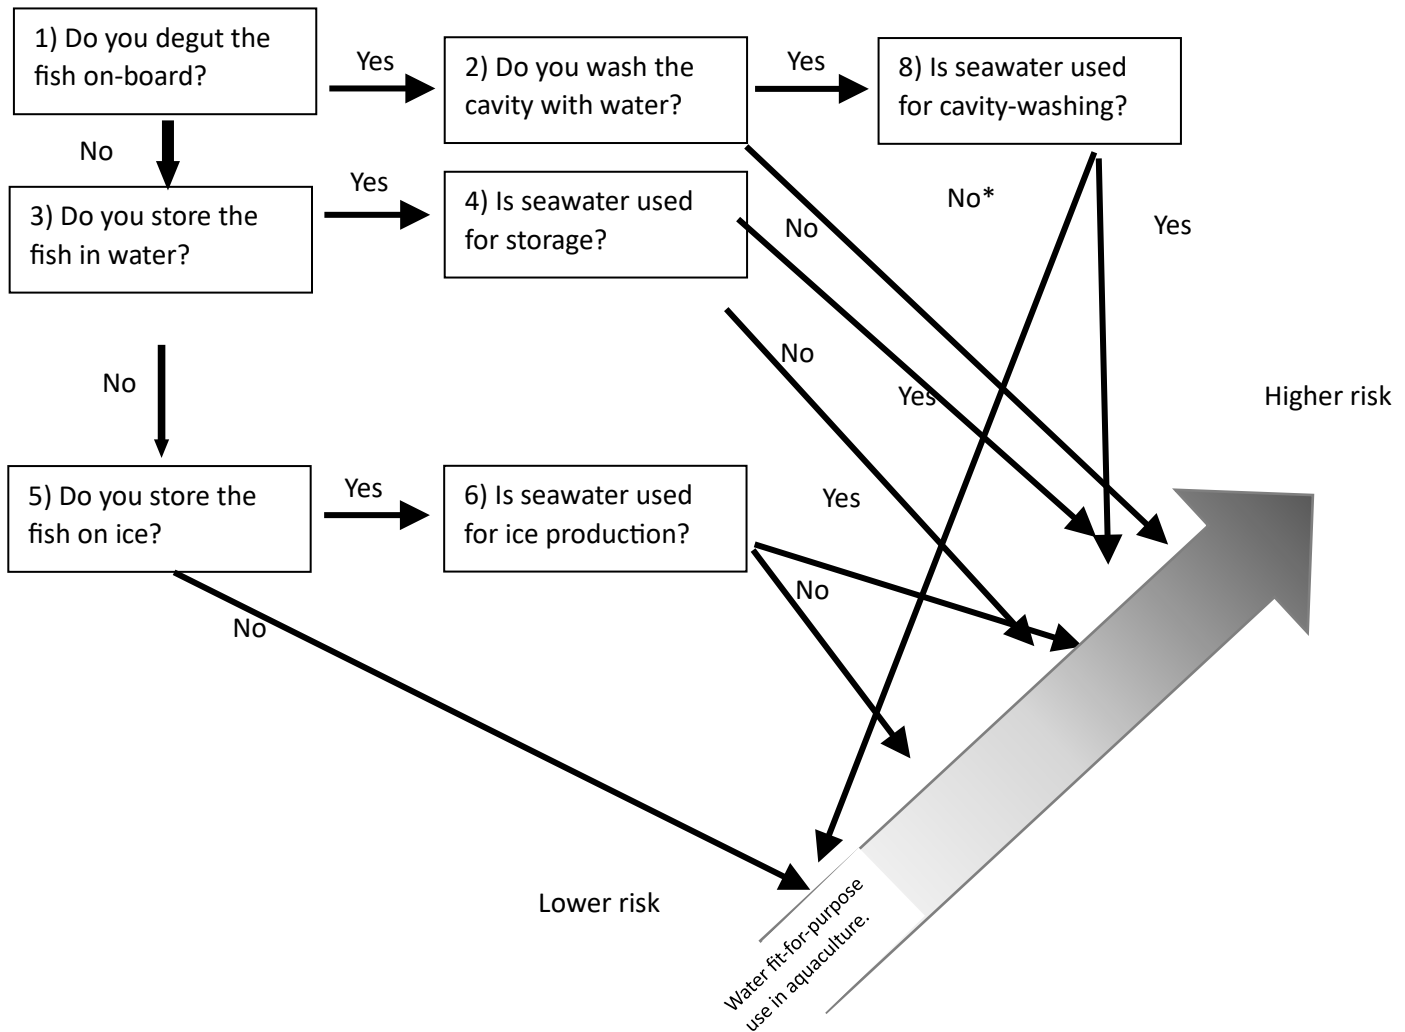 1) Do you degut the
fish on-board?
Yes
2) Do you wash the
cavity with water?
Yes
8) Is seawater used
for cavity-washing?
No
3) Do you store the
fish in water?
Yes
4) Is seawater used
for storage?
No
No*
Yes
No
No
Yes
Higher risk
5) Do you store the
fish on ice?
Yes
6) Is seawater used
for ice production?
Yes
No
No
Lower risk
Water fit-for-purpose
use in aquaculture.